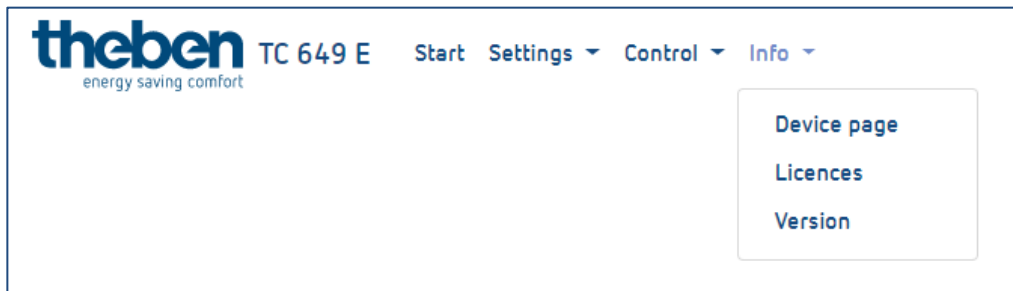 theben TC 649 E Start Settings Control Info
energy saving comfort
Device page
Licences
Version